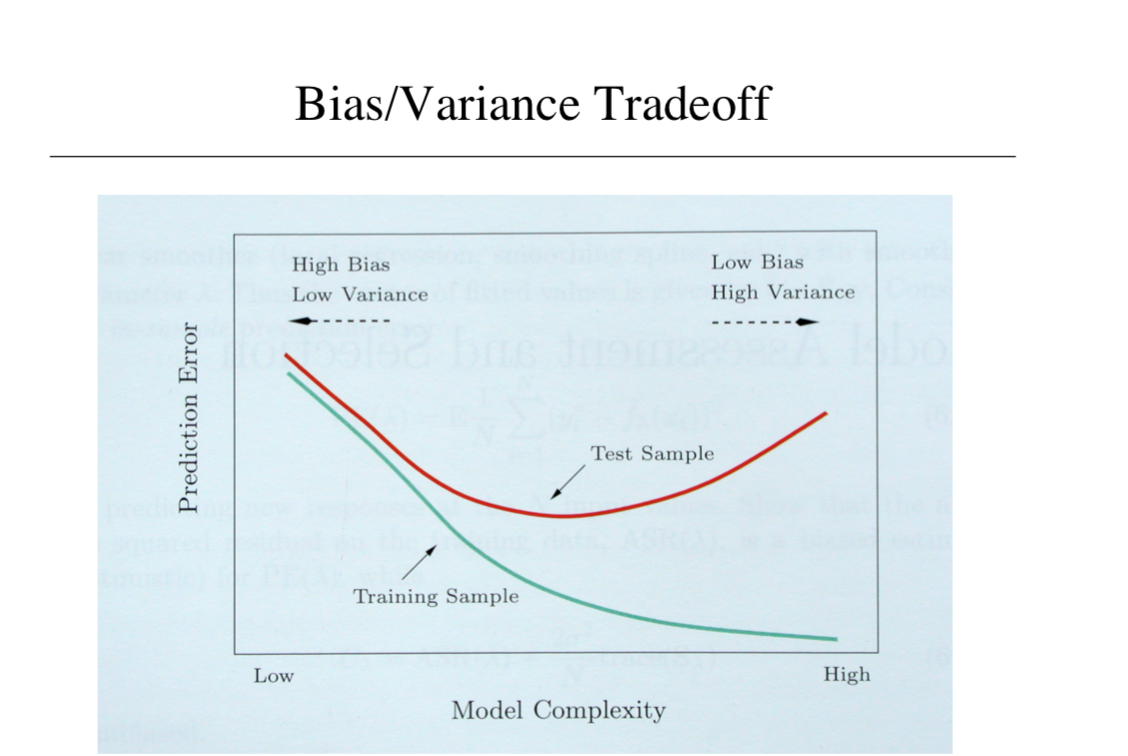 Bias/Variance Tradeoff
High Bias
Low Variance
Low Bias
High Variance
Prediction Error
Test Sample
Training Sample
Low
High
Model Complexity